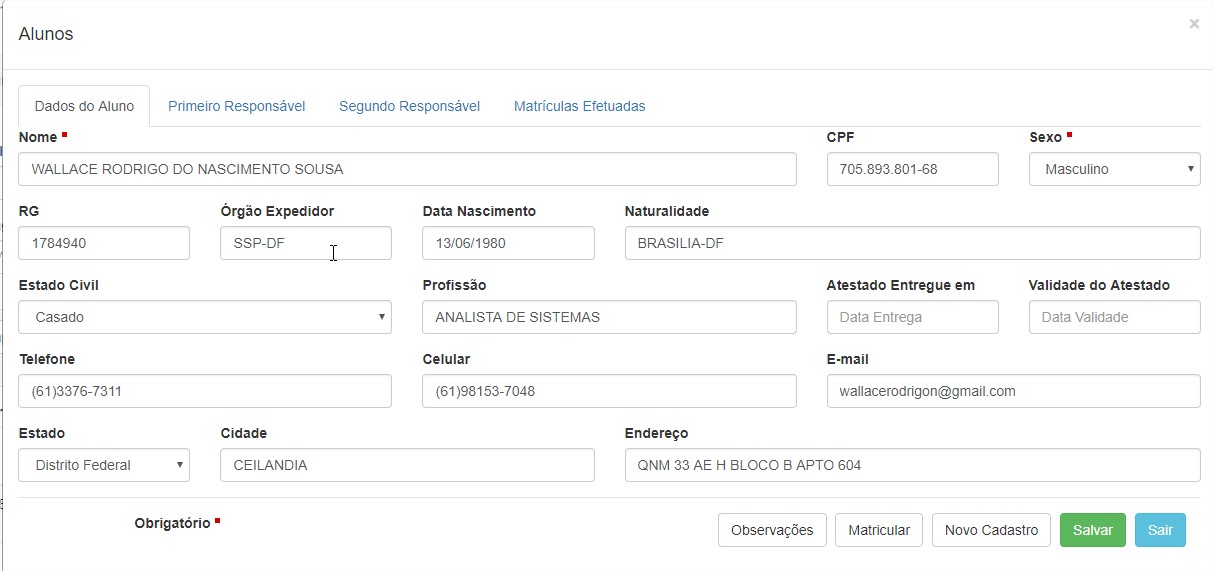 Alunos ×
Dados do Aluno Primeiro Responsável Segundo Responsável Matrículas Efetuadas
Nome CPF Sexo
WALLACE RODRIGO DO NASCIMENTO SOUSA 705.893.801-68 Masculino
RG Órgão Expedidor Data Nascimento Naturalidade
1784940 SSP-DF 13/06/1980 BRASILIA-DF
Estado Civil Profissão Atestado Entregue em Validade do Atestado
Casado ANALISTA DE SISTEMAS Data Entrega Data Validade
Telefone Celular E-mail
(61)3376-7311 (61)98153-7048 wallacerodrigon@gmail.com
Estado Cidade Endereço
Distrito Federal CEILANDIA QNM 33 AE H BLOCO B APTO 604
Obrigatório Observações Matricular Novo Cadastro Salvar Sair